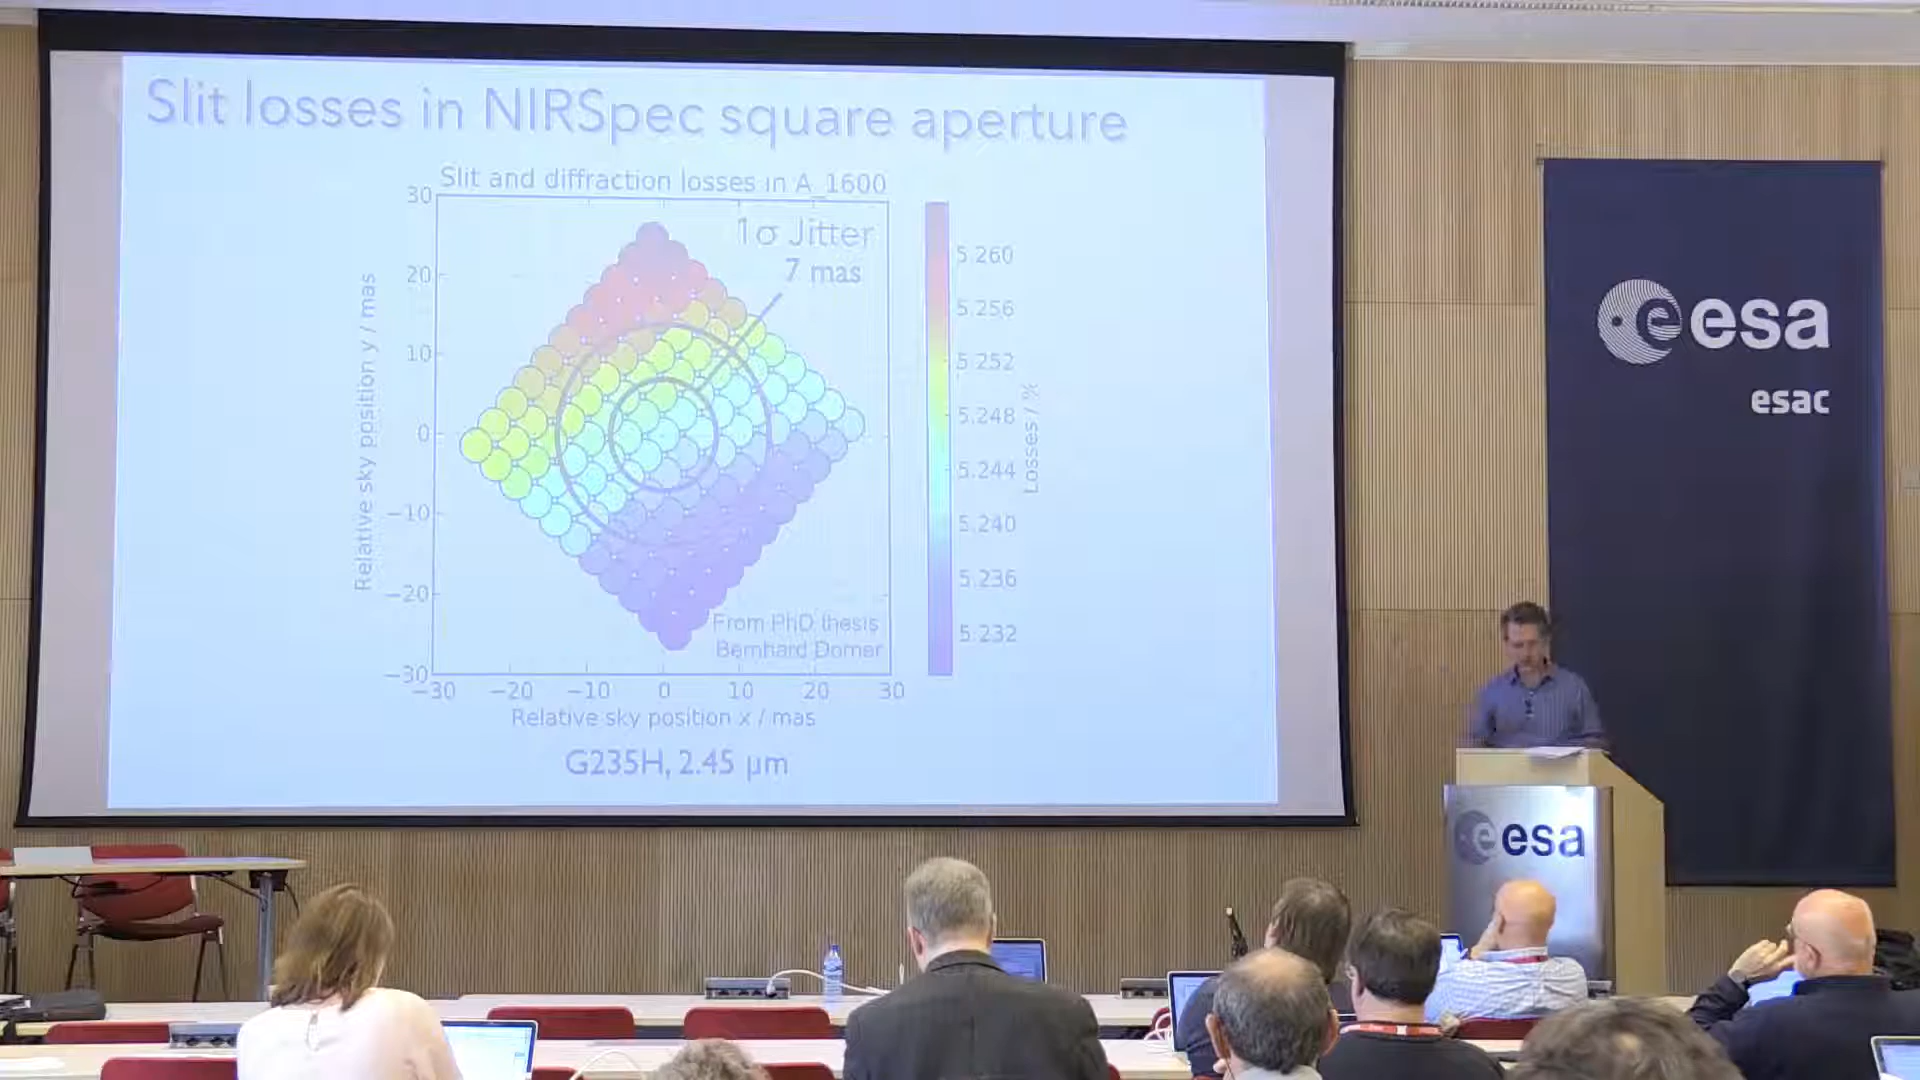 Slit losses in NIRSpec square aperture
Slit and diffraction losses in A_1600
1σ Jitter
7 mas
30
20
10
0
−10
−20
−30
Relative sky position y / mas
−30
−20
−10
0
10
20
30
Relative sky position x / mas
5.260
5.256
5.252
5.248
5.244
5.240
5.236
5.232
Losses / %
From PhD thesis
Bernhard Dorner
G235H, 2.45 μm
esa
esac
esa